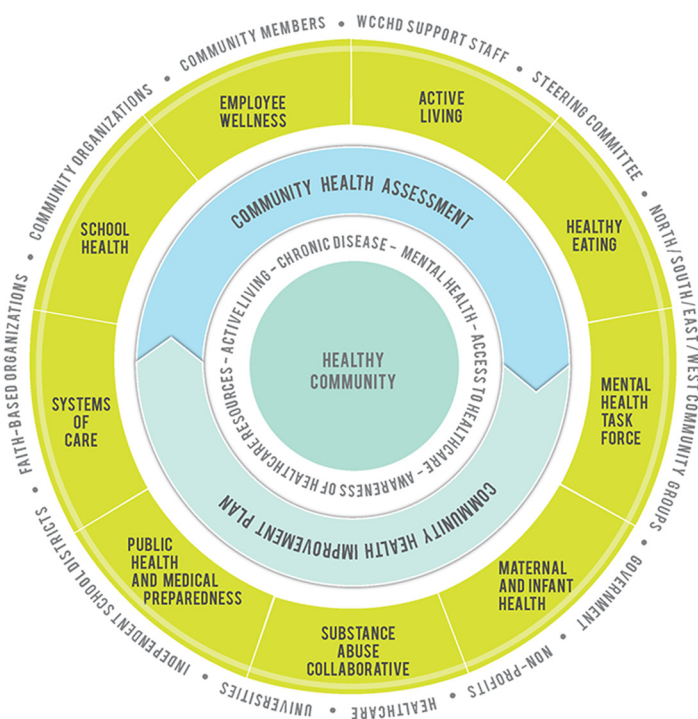 COMMUNITY MEMBERS • WCCHD SUPPORT STAFF • STEERING COMMITTEE • NORTH/SOUTH/EAST/WEST COMMUNITY GROUPS • GOVERNMENT • NON-PROFITS • HEALTHCARE • UNIVERSITIES • INDEPENDENT SCHOOL DISTRICTS • FAITH-BASED ORGANIZATIONS • COMMUNITY ORGANIZATIONS •
EMPLOYEE
WELLNESS
ACTIVE
LIVING
HEALTHY
EATING
MENTAL
HEALTH
TASK
FORCE
MATERNAL
AND INFANT
HEALTH
SUBSTANCE
ABUSE
COLLABORATIVE
PUBLIC
HEALTH
AND MEDICAL
PREPAREDNESS
SYSTEMS
OF
CARE
SCHOOL
HEALTH
COMMUNITY HEALTH ASSESSMENT
COMMUNITY HEALTH IMPROVEMENT PLAN
ACTIVE LIVING – CHRONIC DISEASE – MENTAL HEALTH – ACCESS TO HEALTHCARE – AWARENESS OF HEALTHCARE RESOURCES –
HEALTHY
COMMUNITY